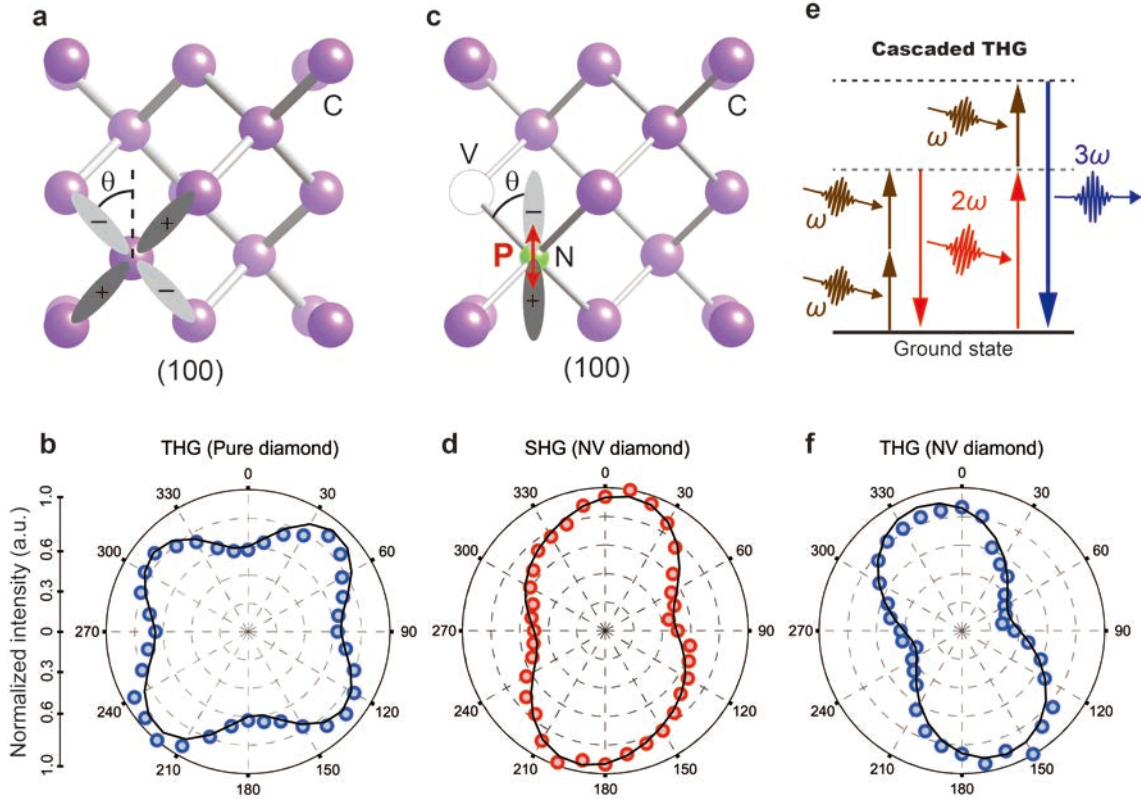 a
θ
C
−
+
+
−
(100)
c
V
C
θ
−
P
N
+
(100)
e
Cascaded THG
ω
3ω
ω
2ω
ω
Ground state
b
THG (Pure diamond)
Normalized intensity (a.u.)
1.0
0.6
0.3
0
0.3
0.6
1.0
0
30
60
90
120
150
180
210
240
270
300
330
d
SHG (NV diamond)
0
30
60
90
120
150
180
210
240
270
300
330
f
THG (NV diamond)
0
30
60
90
120
150
180
210
240
270
300
330